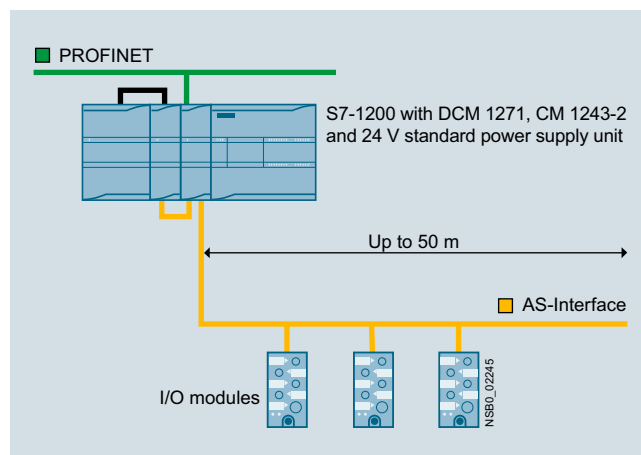 PROFINET
S7-1200 with DCM 1271, CM 1243-2
and 24 V standard power supply unit
Up to 50 m
AS-Interface
I/O modules
NSB0_02245